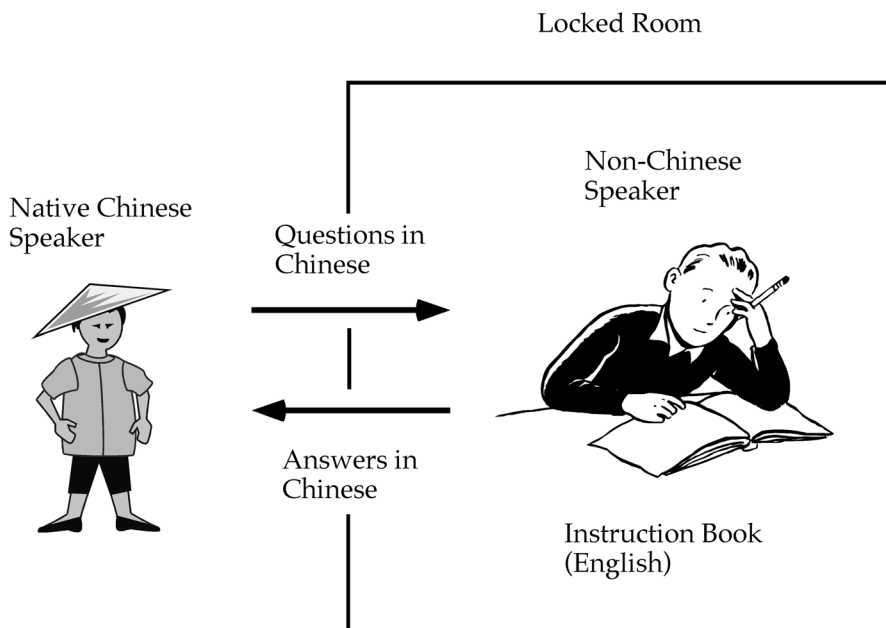 Locked Room
Non-Chinese
Speaker
Native Chinese
Speaker
Questions in
Chinese
Answers in
Chinese
Instruction Book
(English)